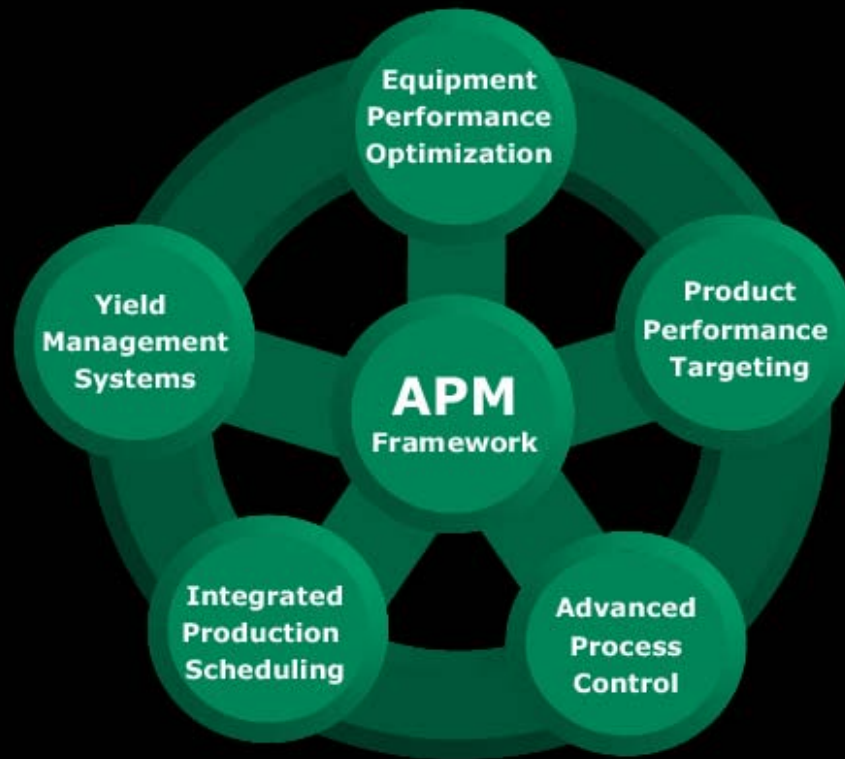 Equipment
Performance
Optimization
Product
Performance
Targeting
Advanced
Process
Control
Integrated
Production
Scheduling
Yield
Management
Systems
APM
Framework